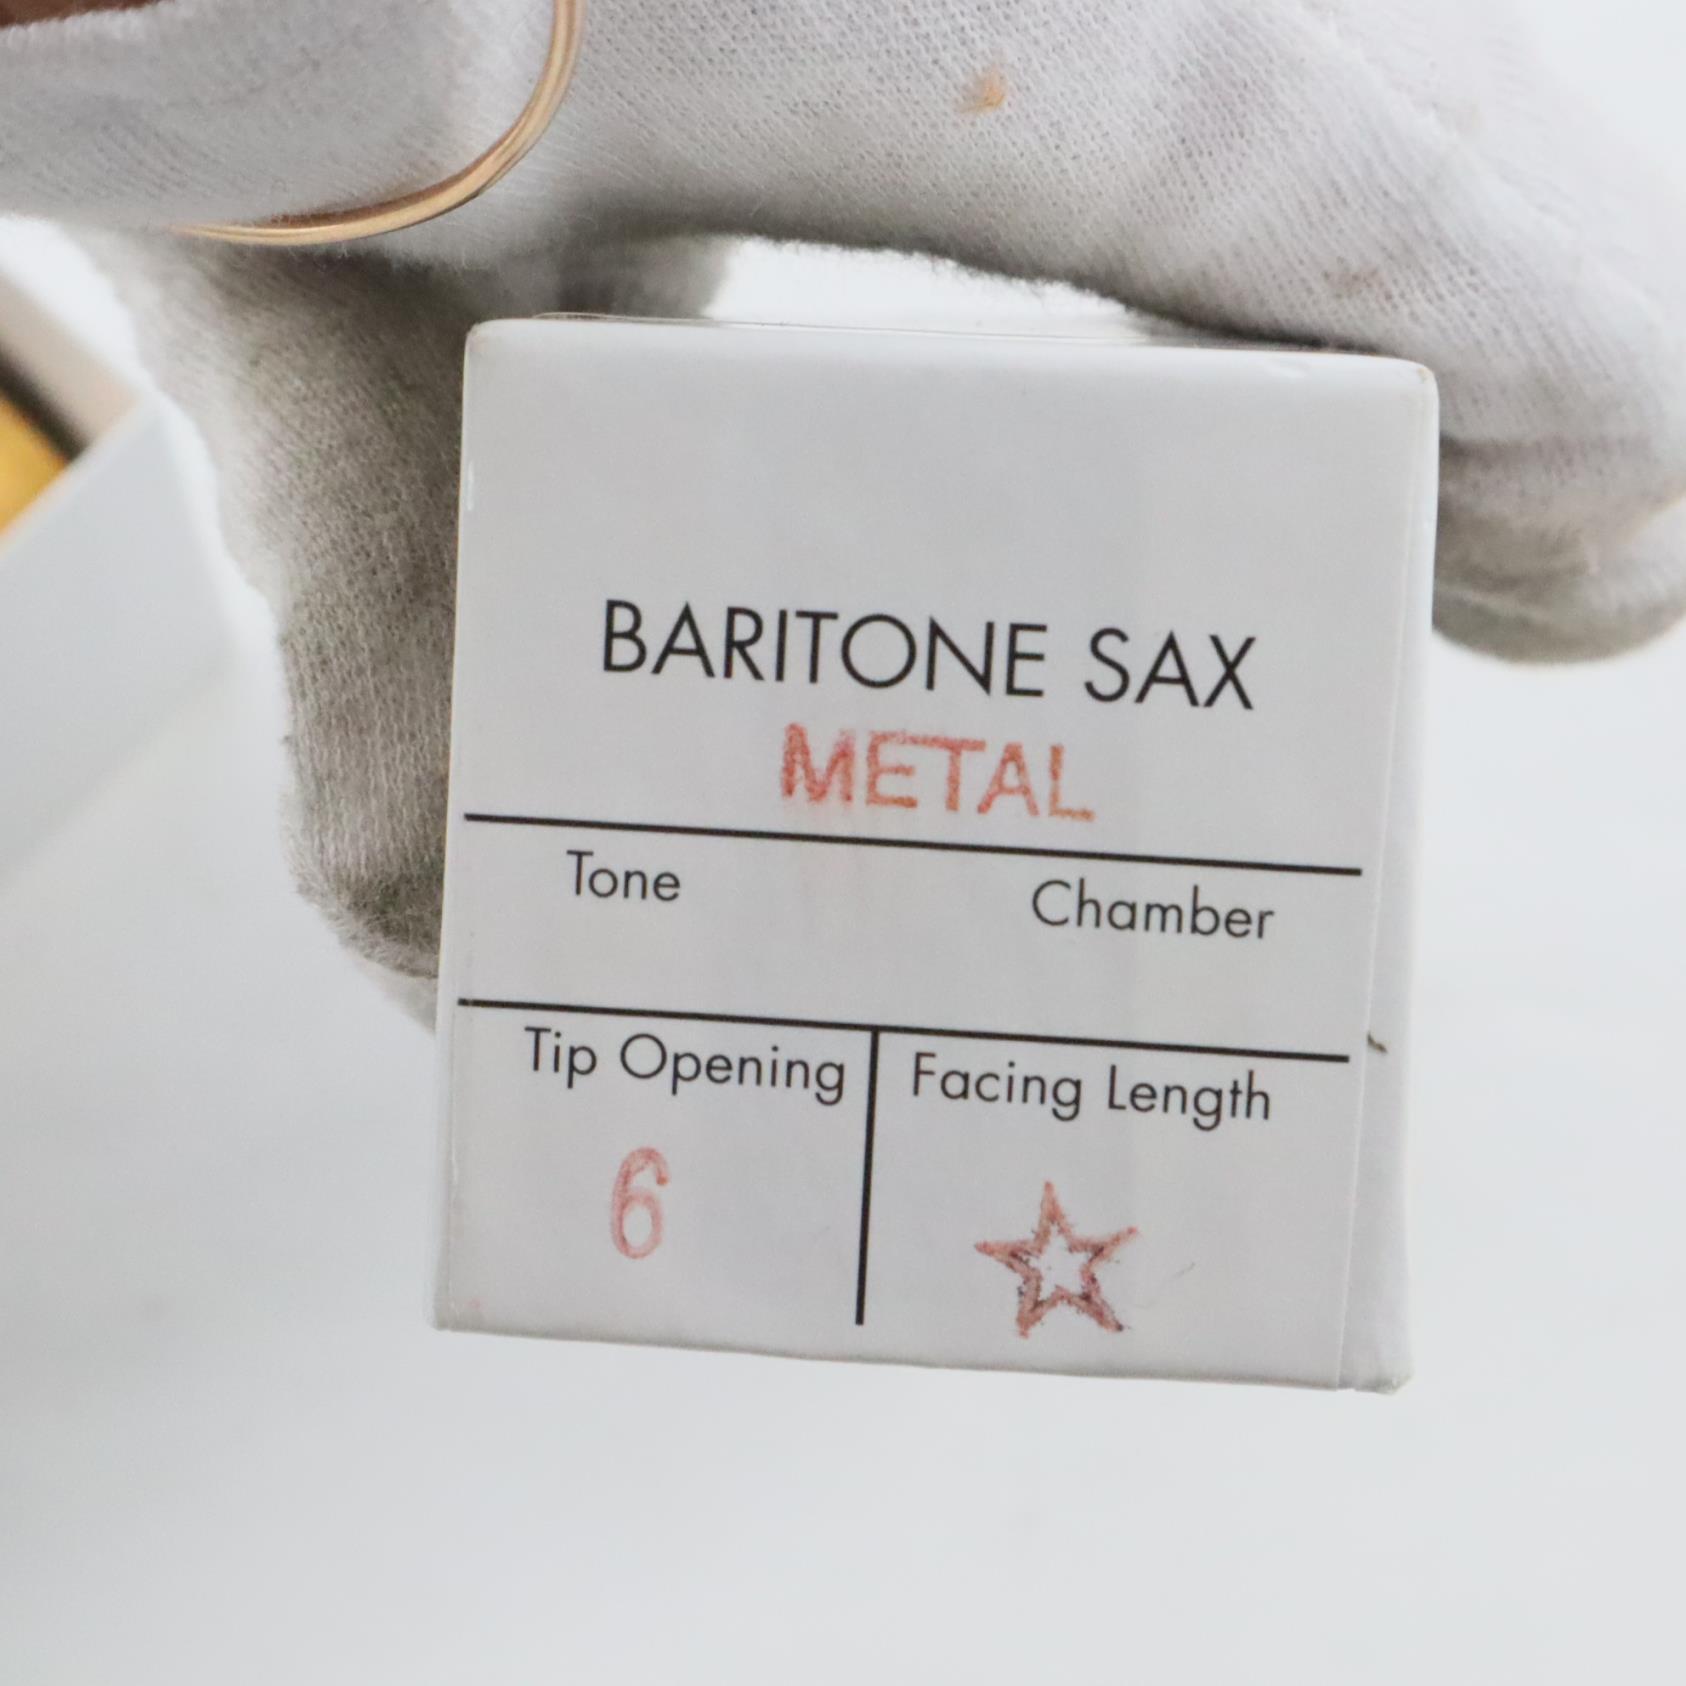 BARITONE SAX
METAL
Tone Chamber
Tip Opening Facing Length
6 ☆